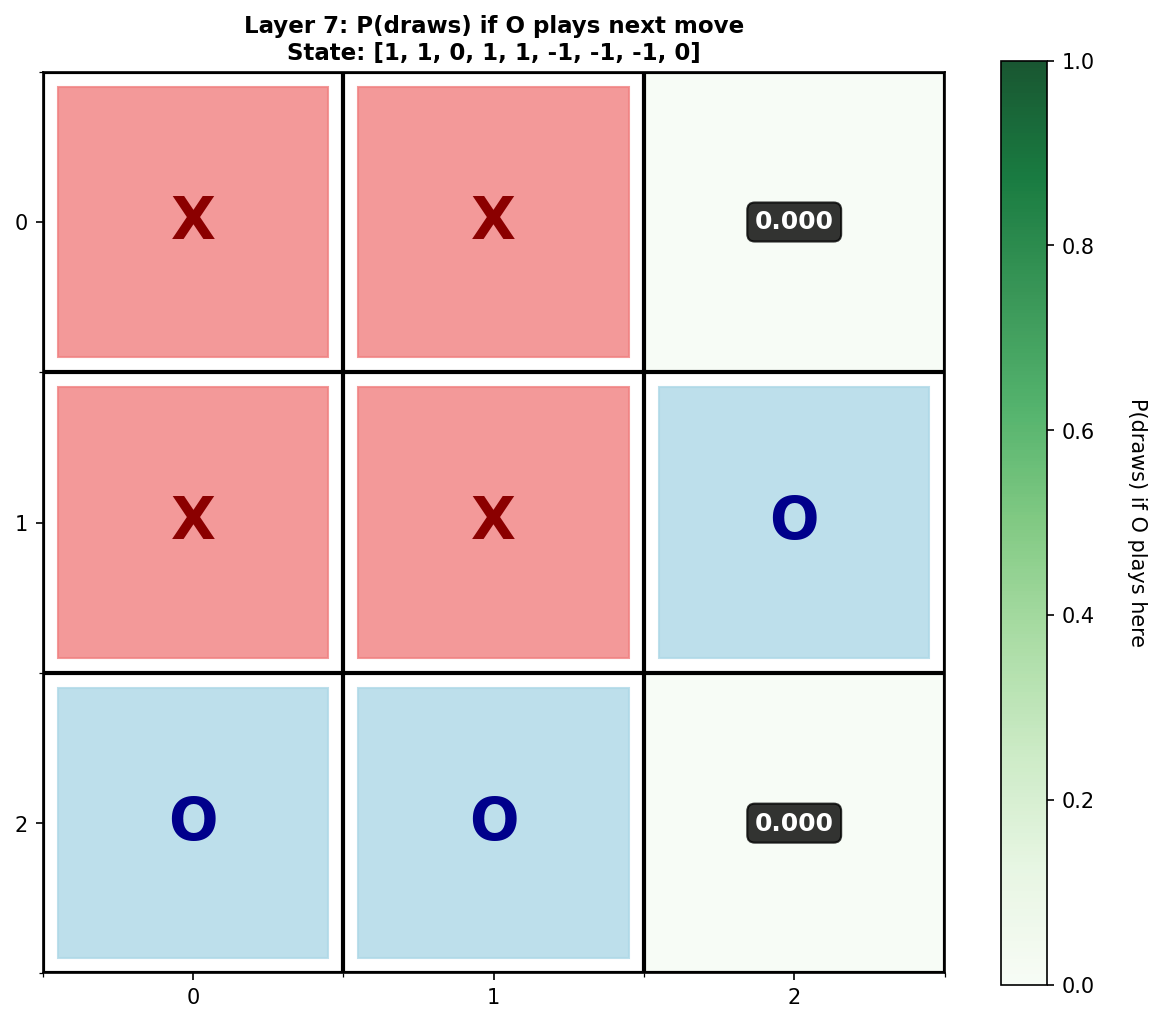 Layer 7: P(draws) if O plays next move
State: [1, 1, 0, 1, 1, -1, -1, -1, 0]
0
X
X
0.000
1
X
X
O
2
O
O
0.000
0
1
2
1.0
0.8
0.6
0.4
0.2
0.0
P(draws) if O plays here